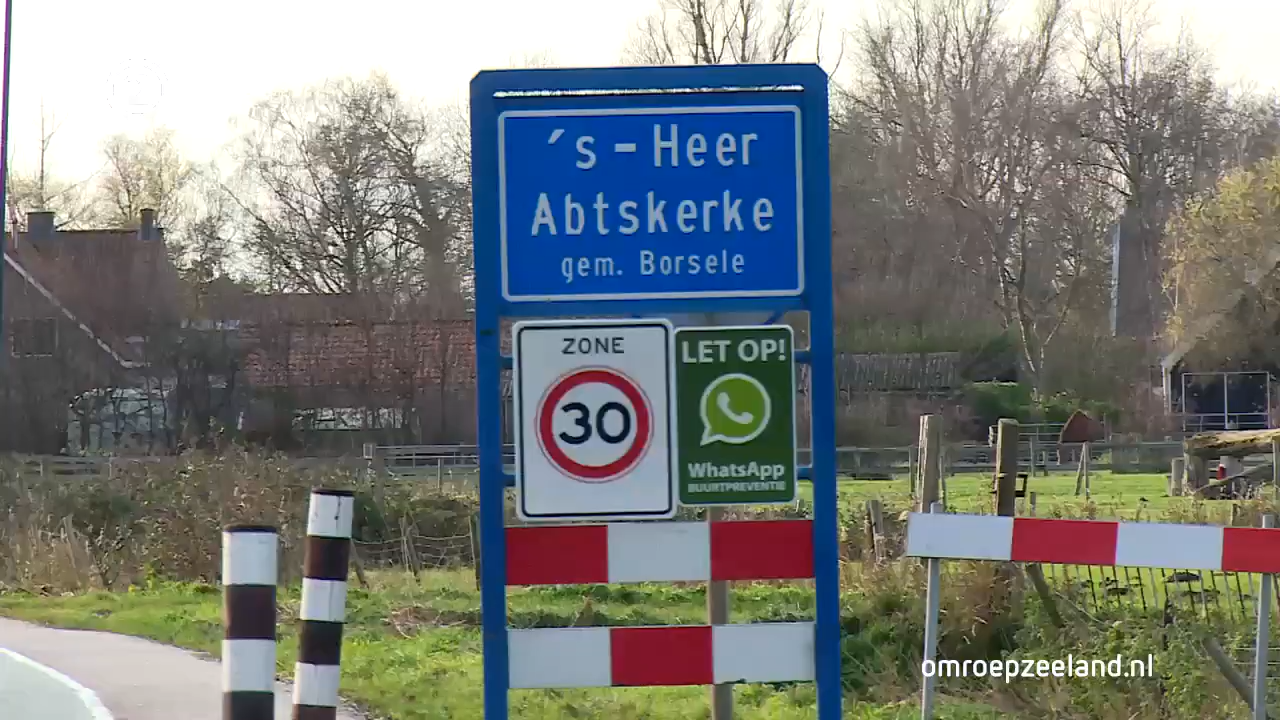 ´s - Heer
Abtskerke
gem. Borsele
ZONE
30
LET OP!
WhatsApp
BUURTPREVENTIE
omroepzeeland.nl